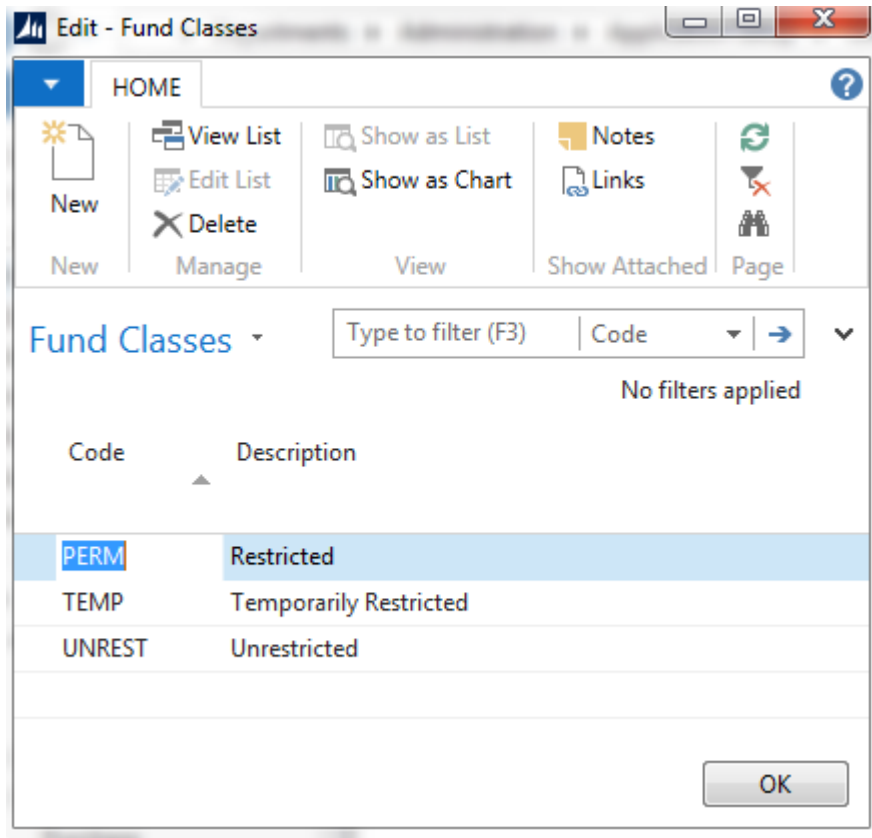 Edit - Fund Classes
HOME
New
View List
Edit List
Delete
Show as List
Show as Chart
Notes
Links
New
Manage
View
Show Attached
Page
Fund Classes
Type to filter (F3)
Code
No filters applied
Code
Description
PERM Restricted
TEMP Temporarily Restricted
UNREST Unrestricted
OK